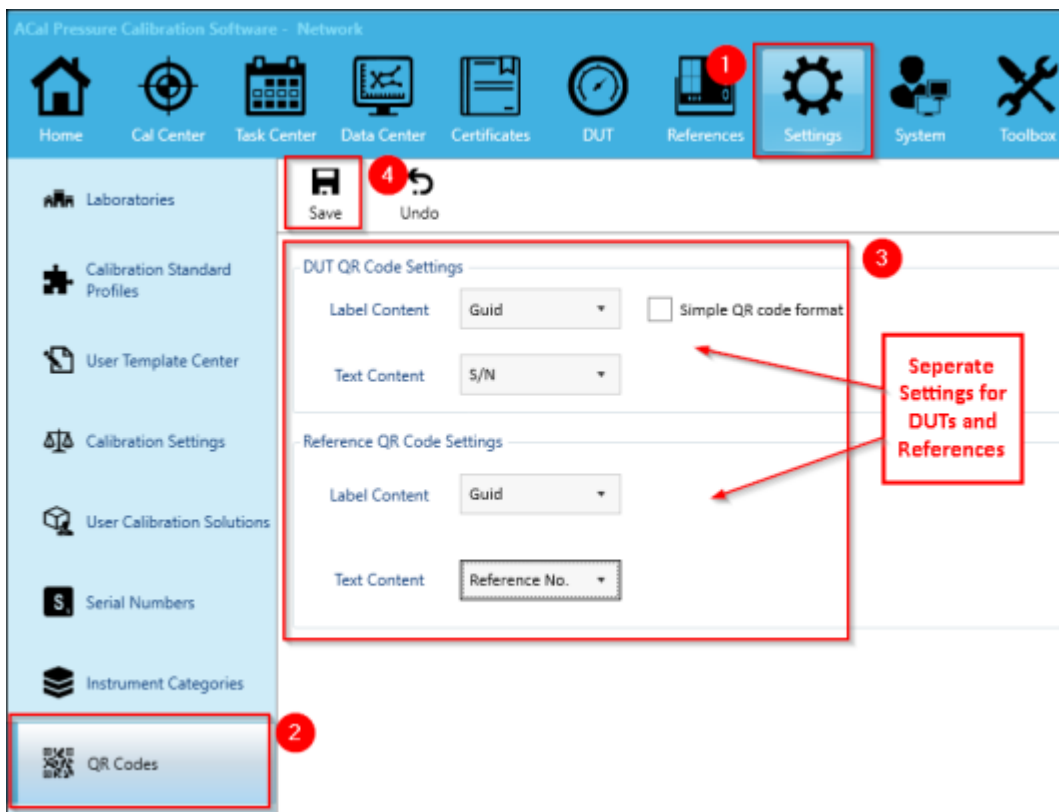 ACal Pressure Calibration Software - Network
1
Home Cal Center Task Center Data Center Certificates DUT References Settings System Toolbox
Laboratories
Calibration Standard
Profiles
User Template Center
Calibration Settings
User Calibration Solutions
S
Serial Numbers
Instrument Categories
2
QR Codes
4
Save Undo
3
DUT QR Code Settings
Label Content Guid Simple QR code format
Text Content S/N
Reference QR Code Settings
Label Content Guid
Text Content Reference No.
Seperate
Settings for
DUTs and
References